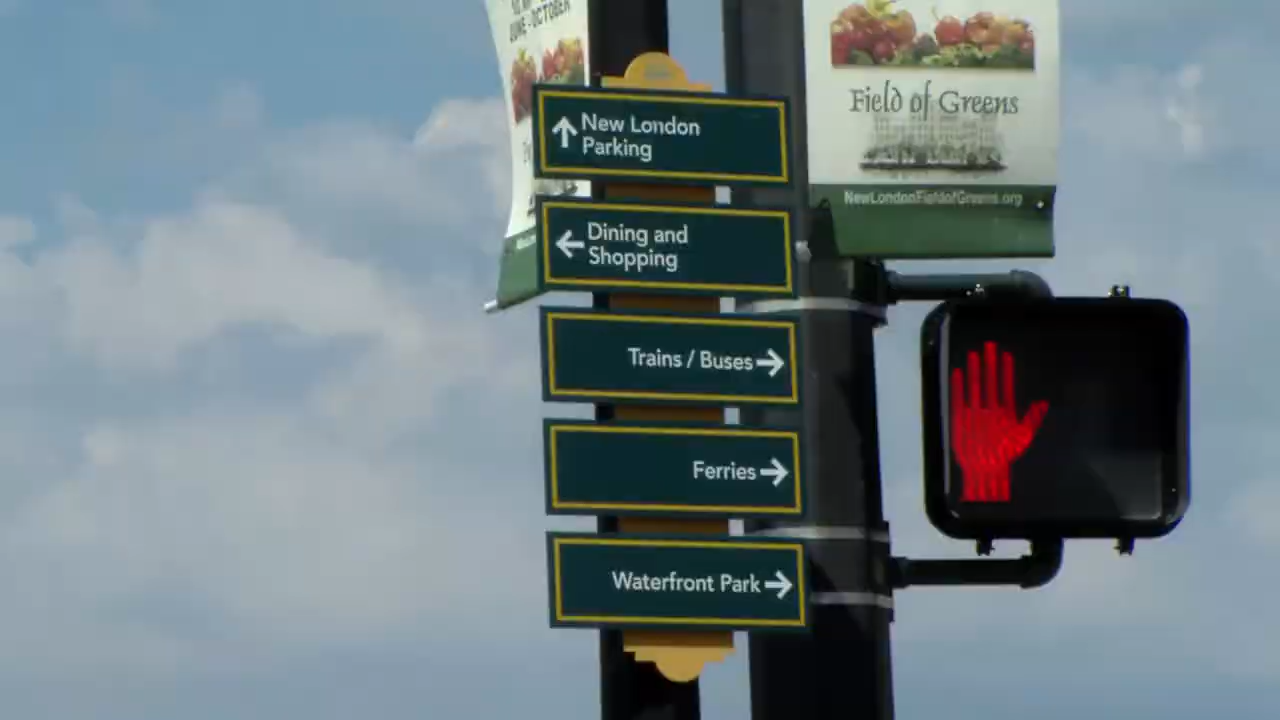 JUNE - OCTOBER
Field of Greens
NewLondonFieldofGreens.org
New London
Parking
Dining and
Shopping
Trains / Buses
Ferries
Waterfront Park